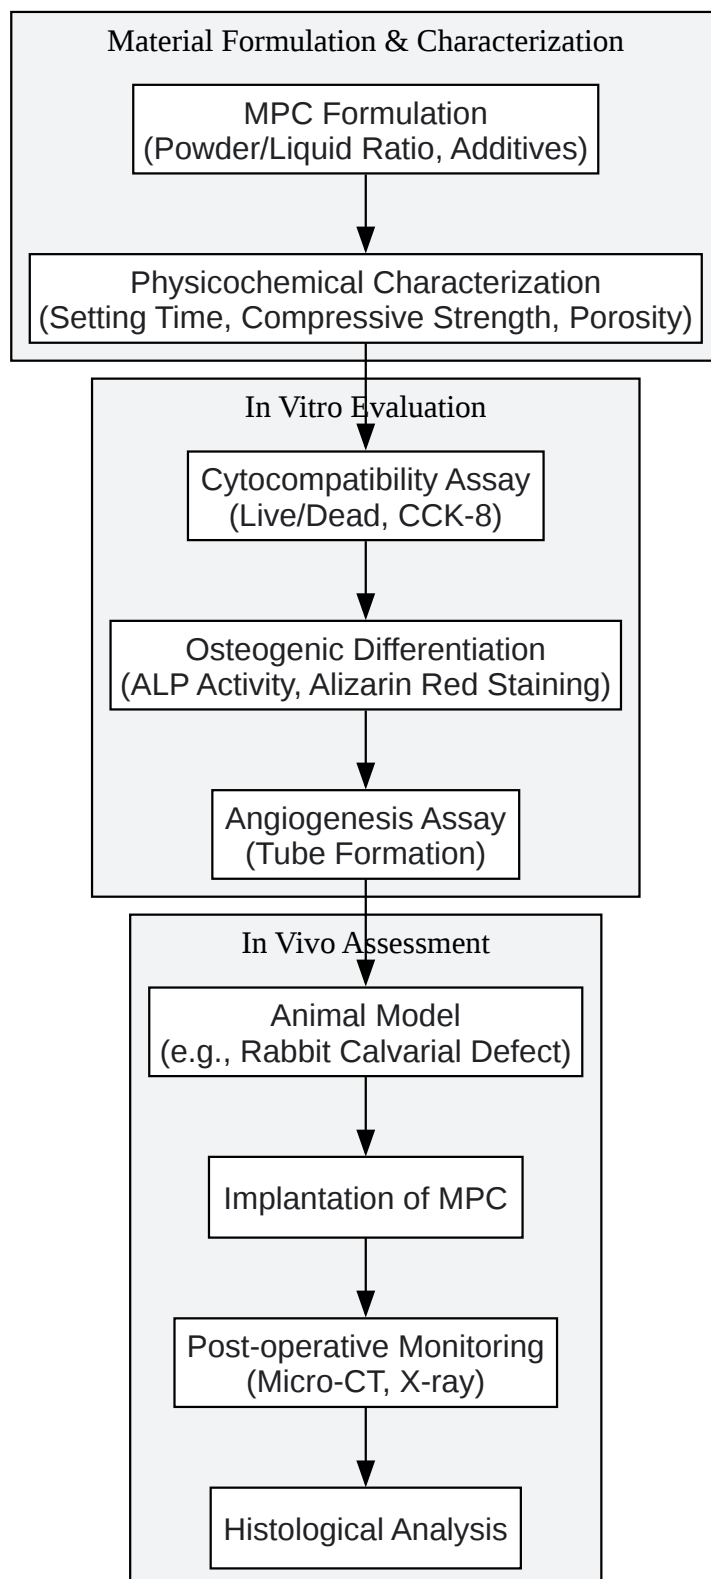 Material Formulation & Characterization
MPC Formulation
(Powder/Liquid Ratio, Additives)
Physicochemical Characterization
(Setting Time, Compressive Strength, Porosity)
In Vitro Evaluation
Cytocompatibility Assay
(Live/Dead, CCK-8)
Osteogenic Differentiation
(ALP Activity, Alizarin Red Staining)
Angiogenesis Assay
(Tube Formation)
In Vivo Assessment
Animal Model
(e.g., Rabbit Calvarial Defect)
Implantation of MPC
Post-operative Monitoring
(Micro-CT, X-ray)
Histological Analysis